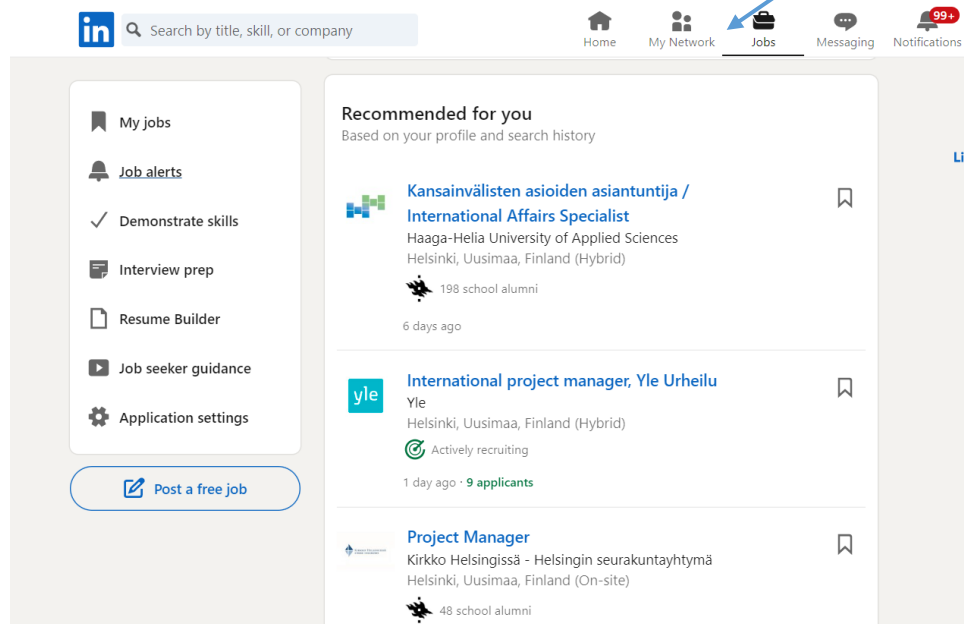 in
Search by title, skill, or company
Home
My Network
Jobs
Messaging
99+
Notifications
My jobs
Job alerts
Demonstrate skills
Interview prep
Resume Builder
Job seeker guidance
Application settings
Post a free job
Recommended for you
Based on your profile and search history
Kansainvälisten asioiden asiantuntija /
International Affairs Specialist
Haaga-Helia University of Applied Sciences
Helsinki, Uusimaa, Finland (Hybrid)
198 school alumni
6 days ago
yle
International project manager, Yle Urheilu
Yle
Helsinki, Uusimaa, Finland (Hybrid)
Actively recruiting
1 day ago · 9 applicants
Project Manager
Kirkko Helsingissä - Helsingin seurakuntayhtymä
Helsinki, Uusimaa, Finland (On-site)
48 school alumni
Li